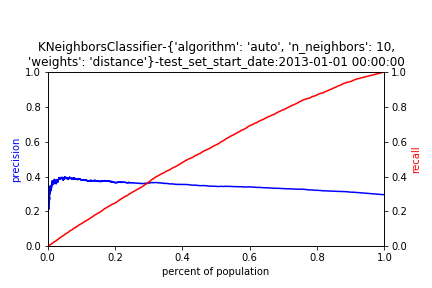 KNeighborsClassifier-{'algorithm': 'auto', 'n_neighbors': 10,
'weights': 'distance'}-test_set_start_date:2013-01-01 00:00:00
1.0
0.8
0.6
0.4
0.2
0.0
precision
1.0
0.8
0.6
0.4
0.2
0.0
recall
0.0 0.2 0.4 0.6 0.8 1.0
percent of population